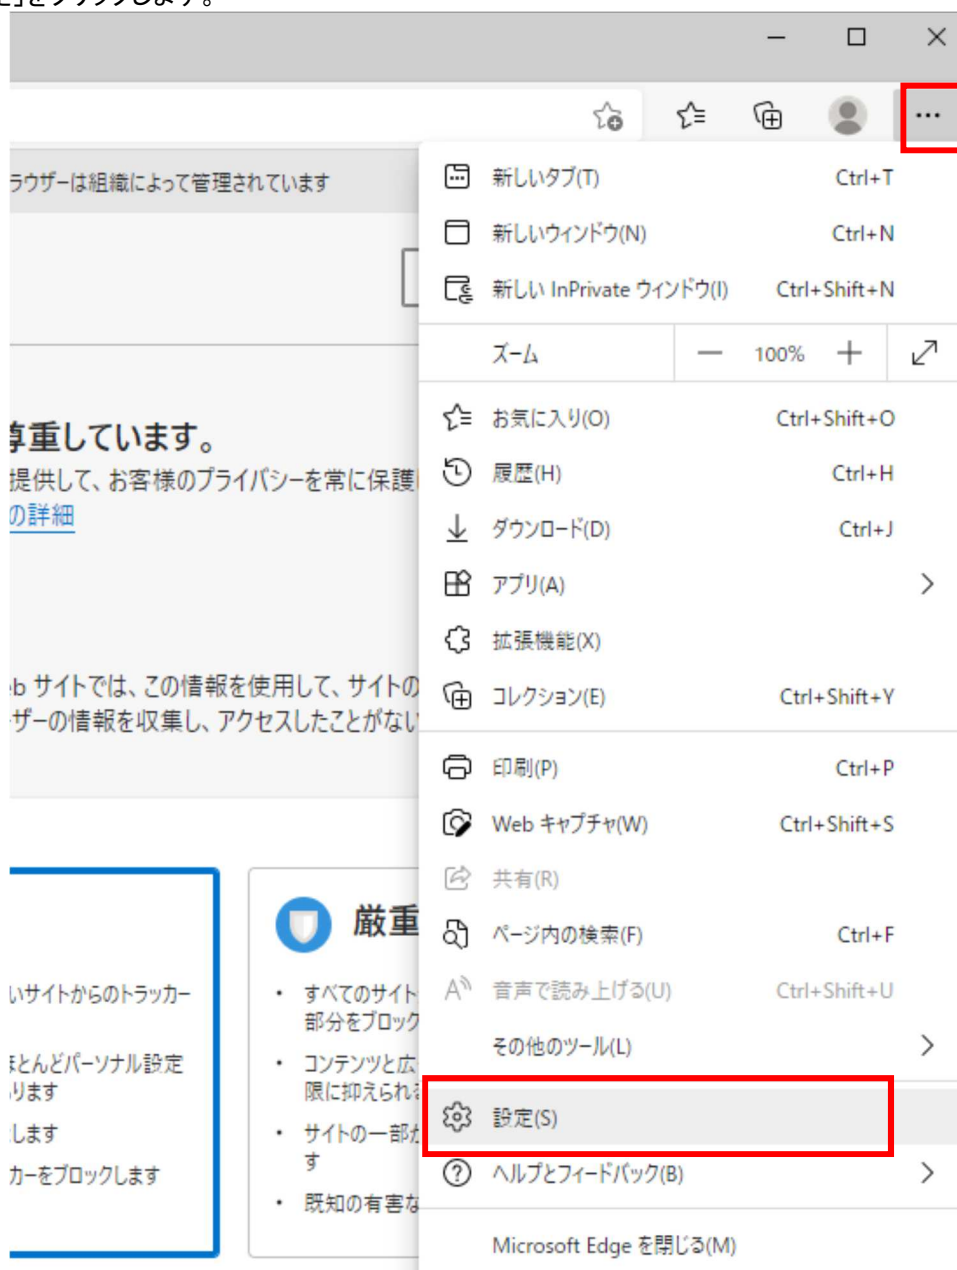 定」をクリックします。
ラウザーは組織によって管理されています
尊重しています。
提供して、お客様のプライバシーを常に保護
の詳細
eb サイトでは、この情報を使用して、サイトの
ーザーの情報を収集し、アクセスしたことがない
いサイトからのトラッカー
ほとんどパーソナル設定
ります
します
カーをブロックします
厳重
• すべてのサイト
部分をブロック
• コンテンツと広
限に抑えられる
• サイトの一部が
す
• 既知の有害な
新しいタブ(T) Ctrl+T
新しいウィンドウ(N) Ctrl+N
新しい InPrivate ウィンドウ(I) Ctrl+Shift+N
ズーム — 100% +
お気に入り(O) Ctrl+Shift+O
履歴(H) Ctrl+H
ダウンロード(D) Ctrl+J
アプリ(A)
拡張機能(X)
コレクション(E) Ctrl+Shift+Y
印刷(P) Ctrl+P
Web キャプチャ(W) Ctrl+Shift+S
共有(R)
ページ内の検索(F) Ctrl+F
音声で読み上げる(U) Ctrl+Shift+U
その他のツール(L)
設定(S)
ヘルプとフィードバック(B)
Microsoft Edge を閉じる(M)